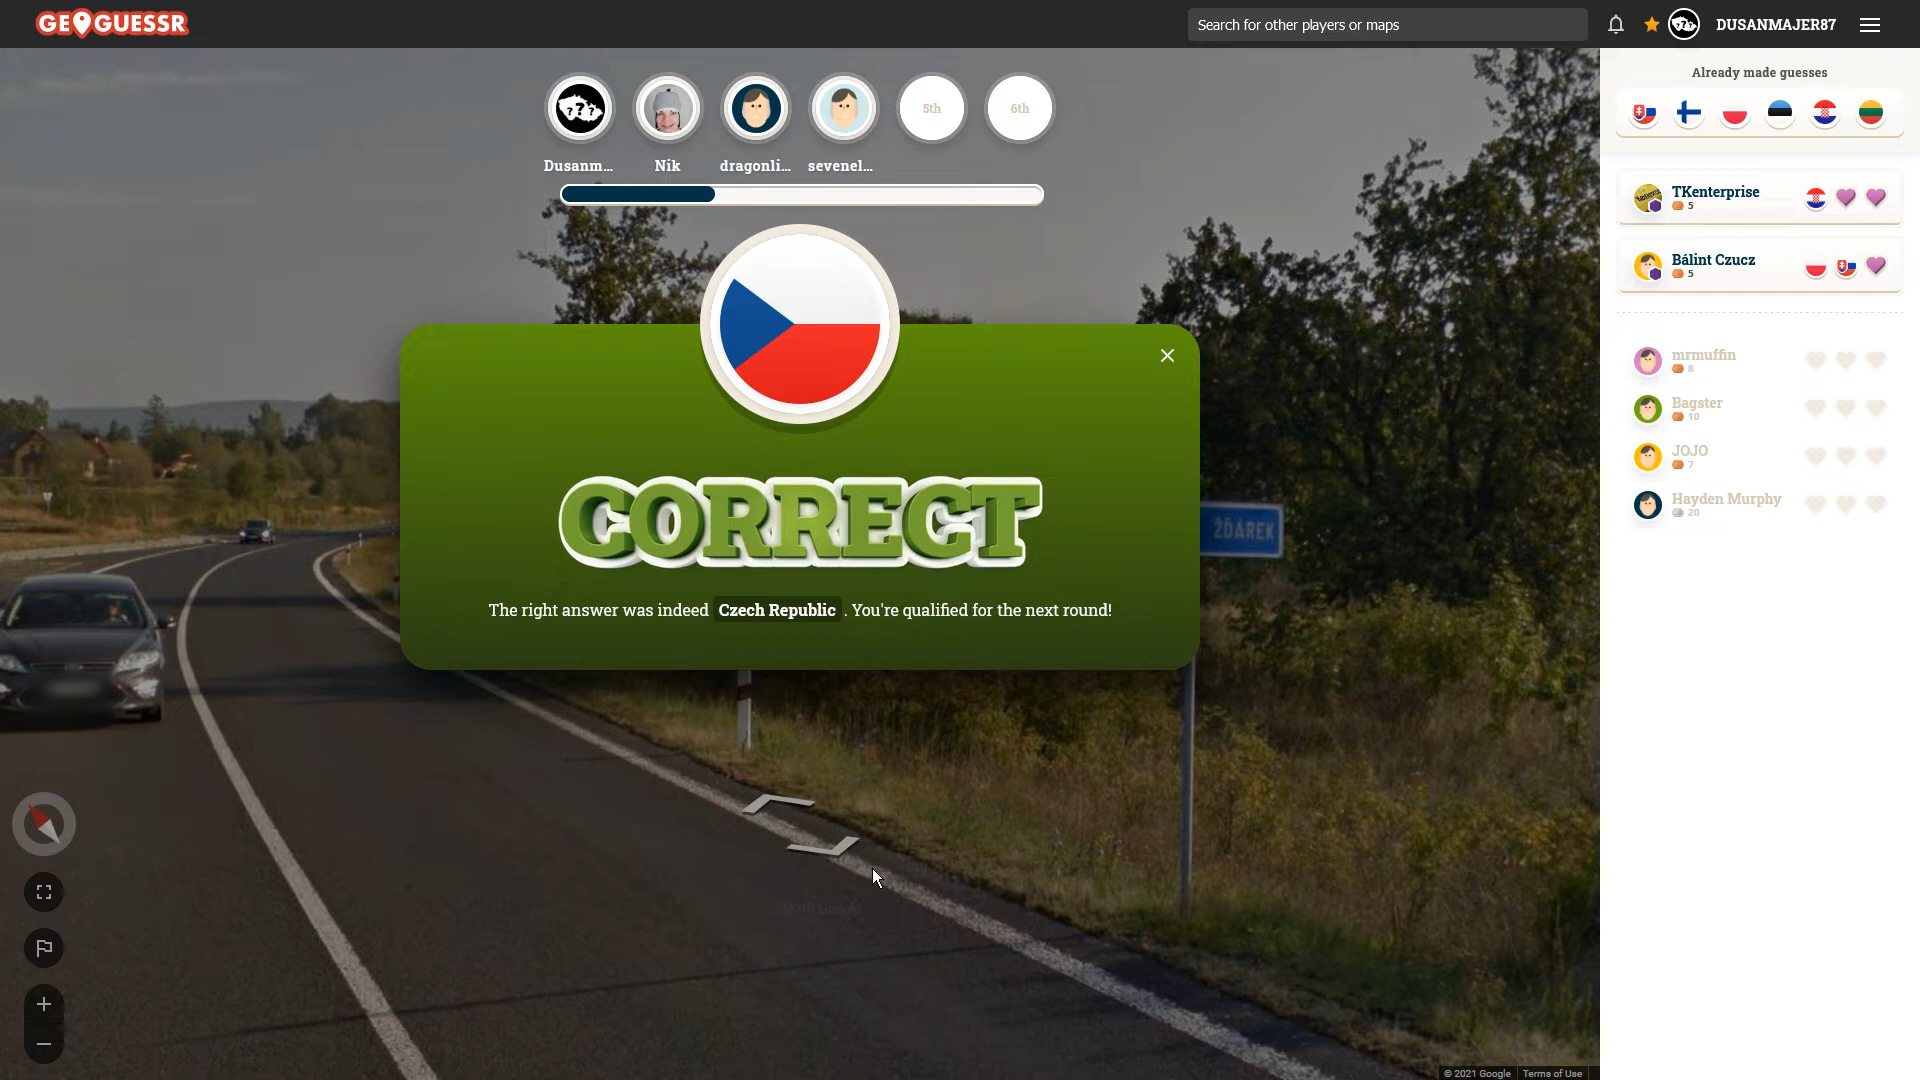 GEOGUESSR
Search for other players or maps
DUSANMAJER87
5th
6th
Dusanm...
Nik
dragonli...
sevenel...
CORRECT
The right answer was indeed Czech Republic . You're qualified for the next round!
ŽĎÁREK
Already made guesses
TKenterprise
5
Bálint Czucz
5
mrmuffin
8
Bagster
10
JOJO
7
Hayden Murphy
20
© 2021 Google
Terms of Use